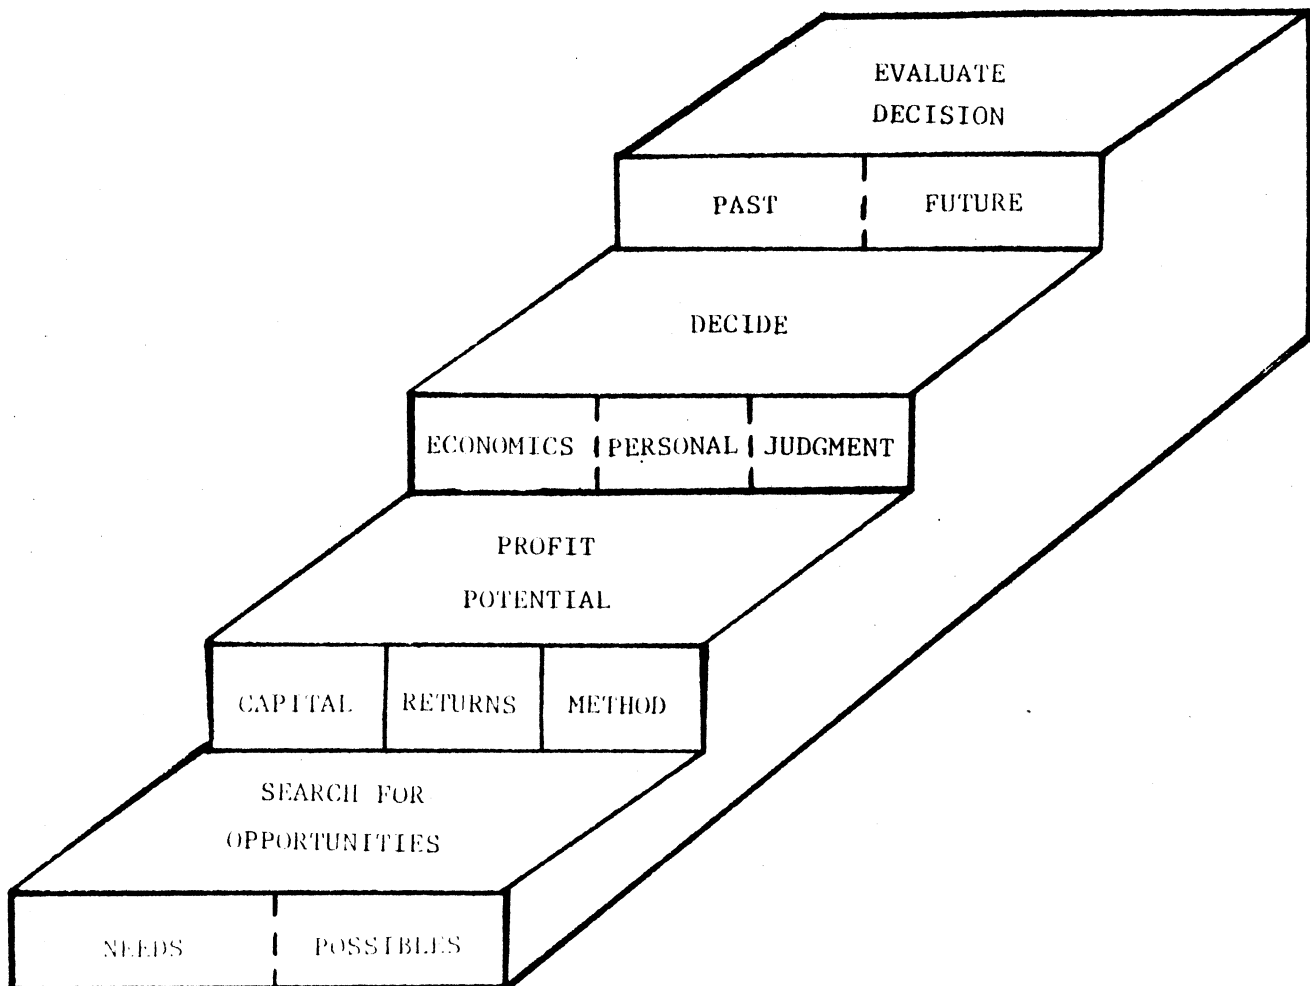 EVALUATE
DECISION
PAST FUTURE
DECIDE
ECONOMICS PERSONAL JUDGMENT
PROFIT
POTENTIAL
CAPITAL RETURNS METHOD
SEARCH FOR
OPPORTUNITIES
NEEDS POSSIBLES